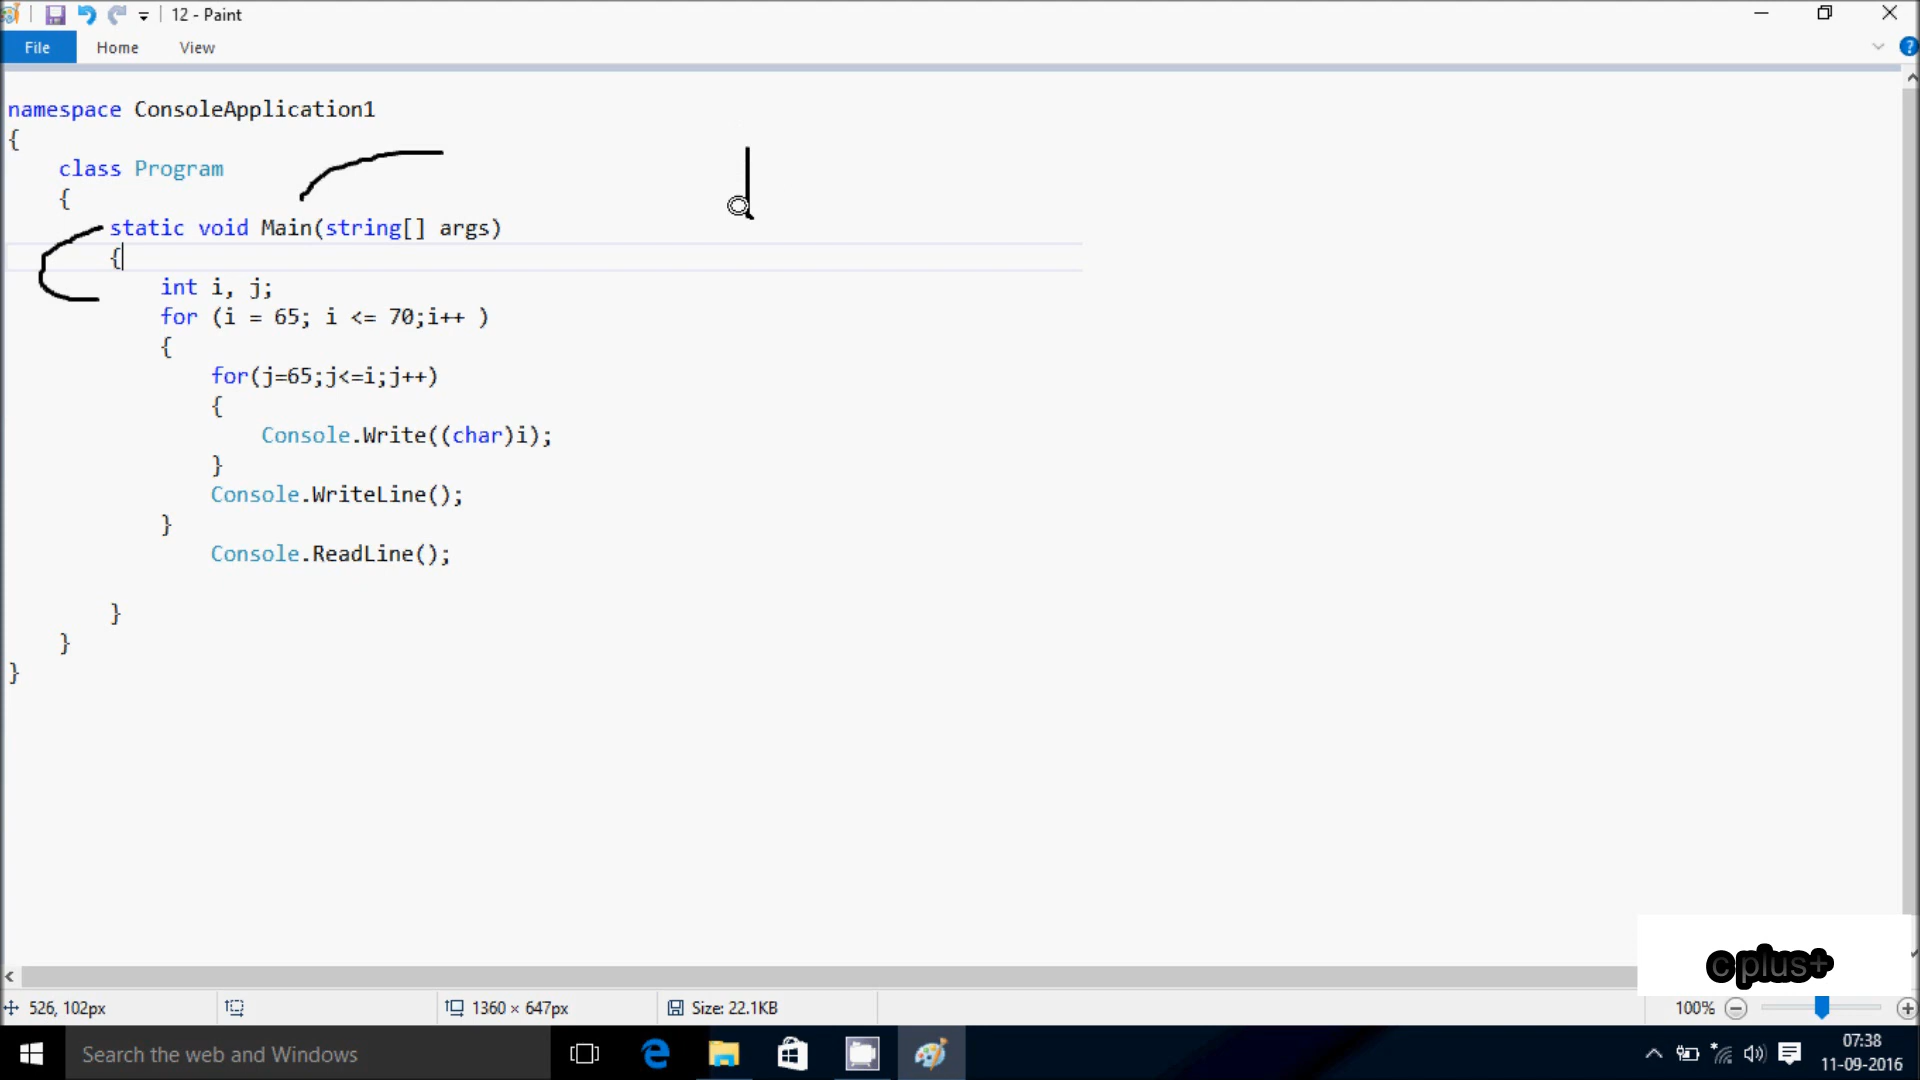 12 - Paint
File Home View
namespace ConsoleApplication1
{
class Program
{
static void Main(string[] args)
{
int i, j;
for (i = 65; i <= 70;i++ )
{
for(j=65;j<=i;j++)
{
Console.Write((char)i);
}
Console.WriteLine();
}
Console.ReadLine();
}
}
}
c plus+
526, 102px 1360 × 647px Size: 22.1KB 100%
Search the web and Windows
07:38
11-09-2016